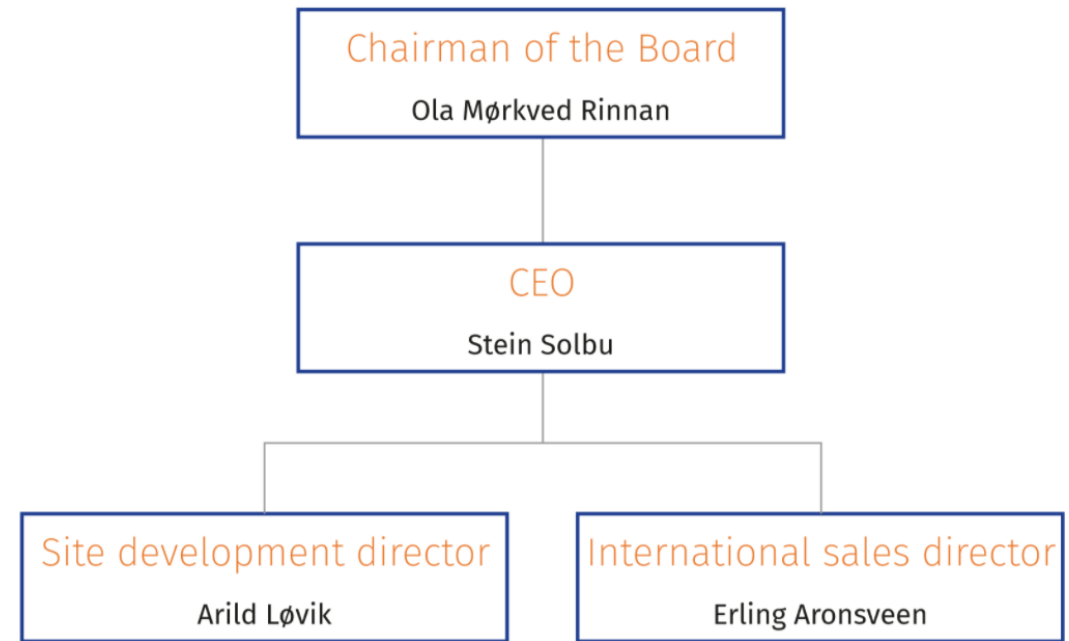 Chairman of the Board
Ola Mørkved Rinnan
CEO
Stein Solbu
Site development director
Arild Løvik
International sales director
Erling Aronsveen